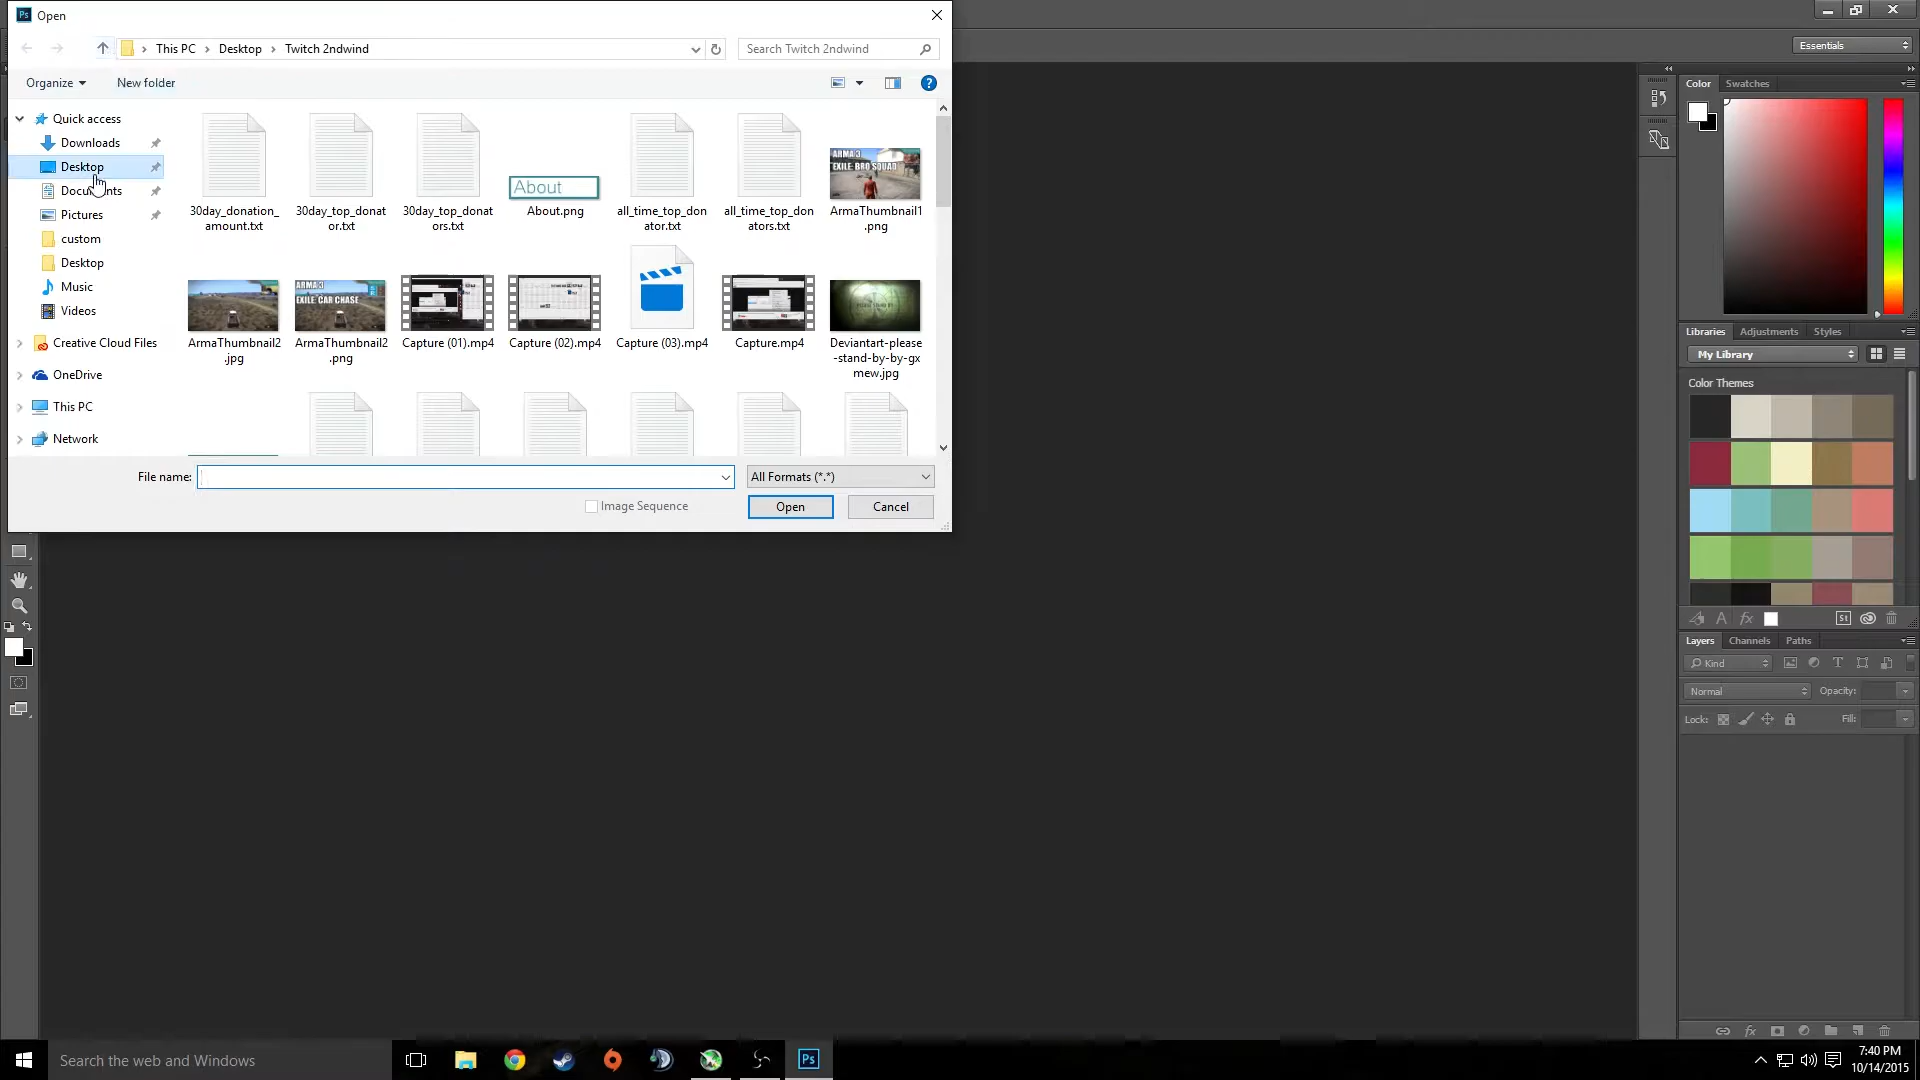 Ps Open
Essentials
This PC > Desktop > Twitch 2ndwind
Search Twitch 2ndwind
Organize
New folder
?
Color
Swatches
Quick access
Downloads
Desktop
Documents
Pictures
custom
Desktop
Music
Videos
Creative Cloud Files
OneDrive
This PC
Network
About
ARMA 3
EXILE: BRO SQUAD
30day_donation_
amount.txt
30day_top_donat
or.txt
30day_top_donat
ors.txt
About.png
all_time_top_don
ator.txt
all_time_top_don
ators.txt
ArmaThumbnail1
.png
ARMA 3
EXILE: CAR CHASE
ArmaThumbnail2
.jpg
ArmaThumbnail2
.png
Capture (01).mp4
Capture (02).mp4
Capture (03).mp4
Capture.mp4
Deviantart-please
-stand-by-by-gx
mew.jpg
File name:
All Formats (*.*)
Image Sequence
Open
Cancel
Libraries
Adjustments
Styles
My Library
Color Themes
A
fx
St
Layers
Channels
Paths
Kind
T
Normal
Opacity:
Lock:
Fill:
fx
Search the web and Windows
Ps
7:40 PM
10/14/2015